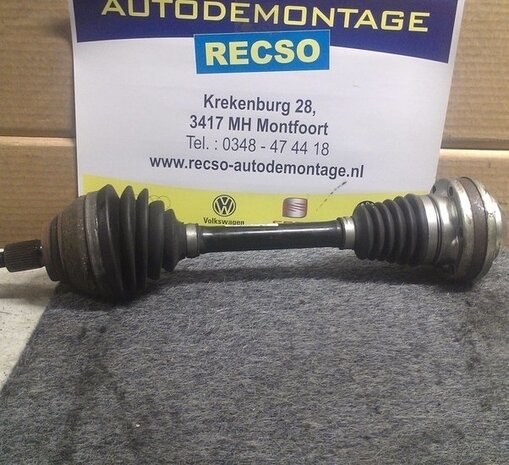 AUTODEMONTAGE
RECSO
Krekenburg 28,
3417 MH Montfoort
Tel. : 0348 - 47 44 18
www.recso-autodemontage.nl
Volkswagen